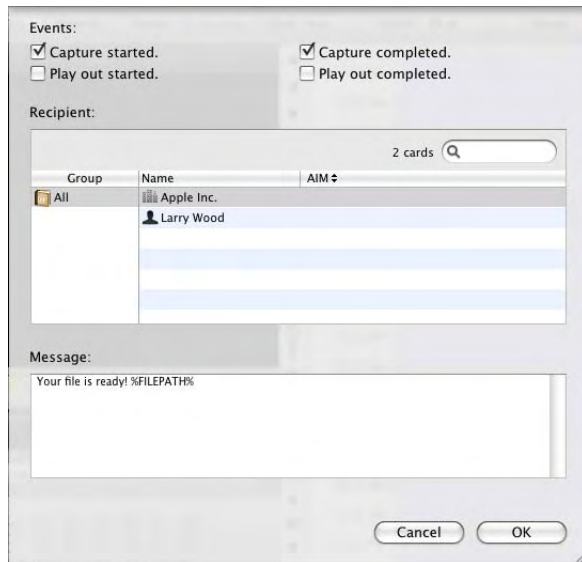 Events:
Capture started.
Capture completed.
Play out started.
Play out completed.
Recipient:
2 cards
Group
Name
AIM
All
Apple Inc.
Larry Wood
Message:
Your file is ready! %FILEPATH%
Cancel
OK